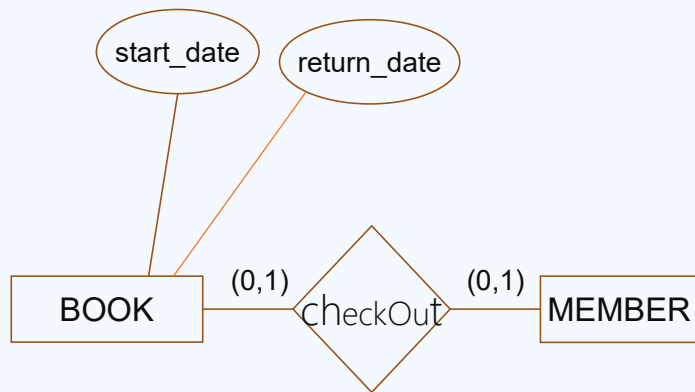 start_date
return_date
(0,1)
(0,1)
BOOK
checkOut
MEMBER